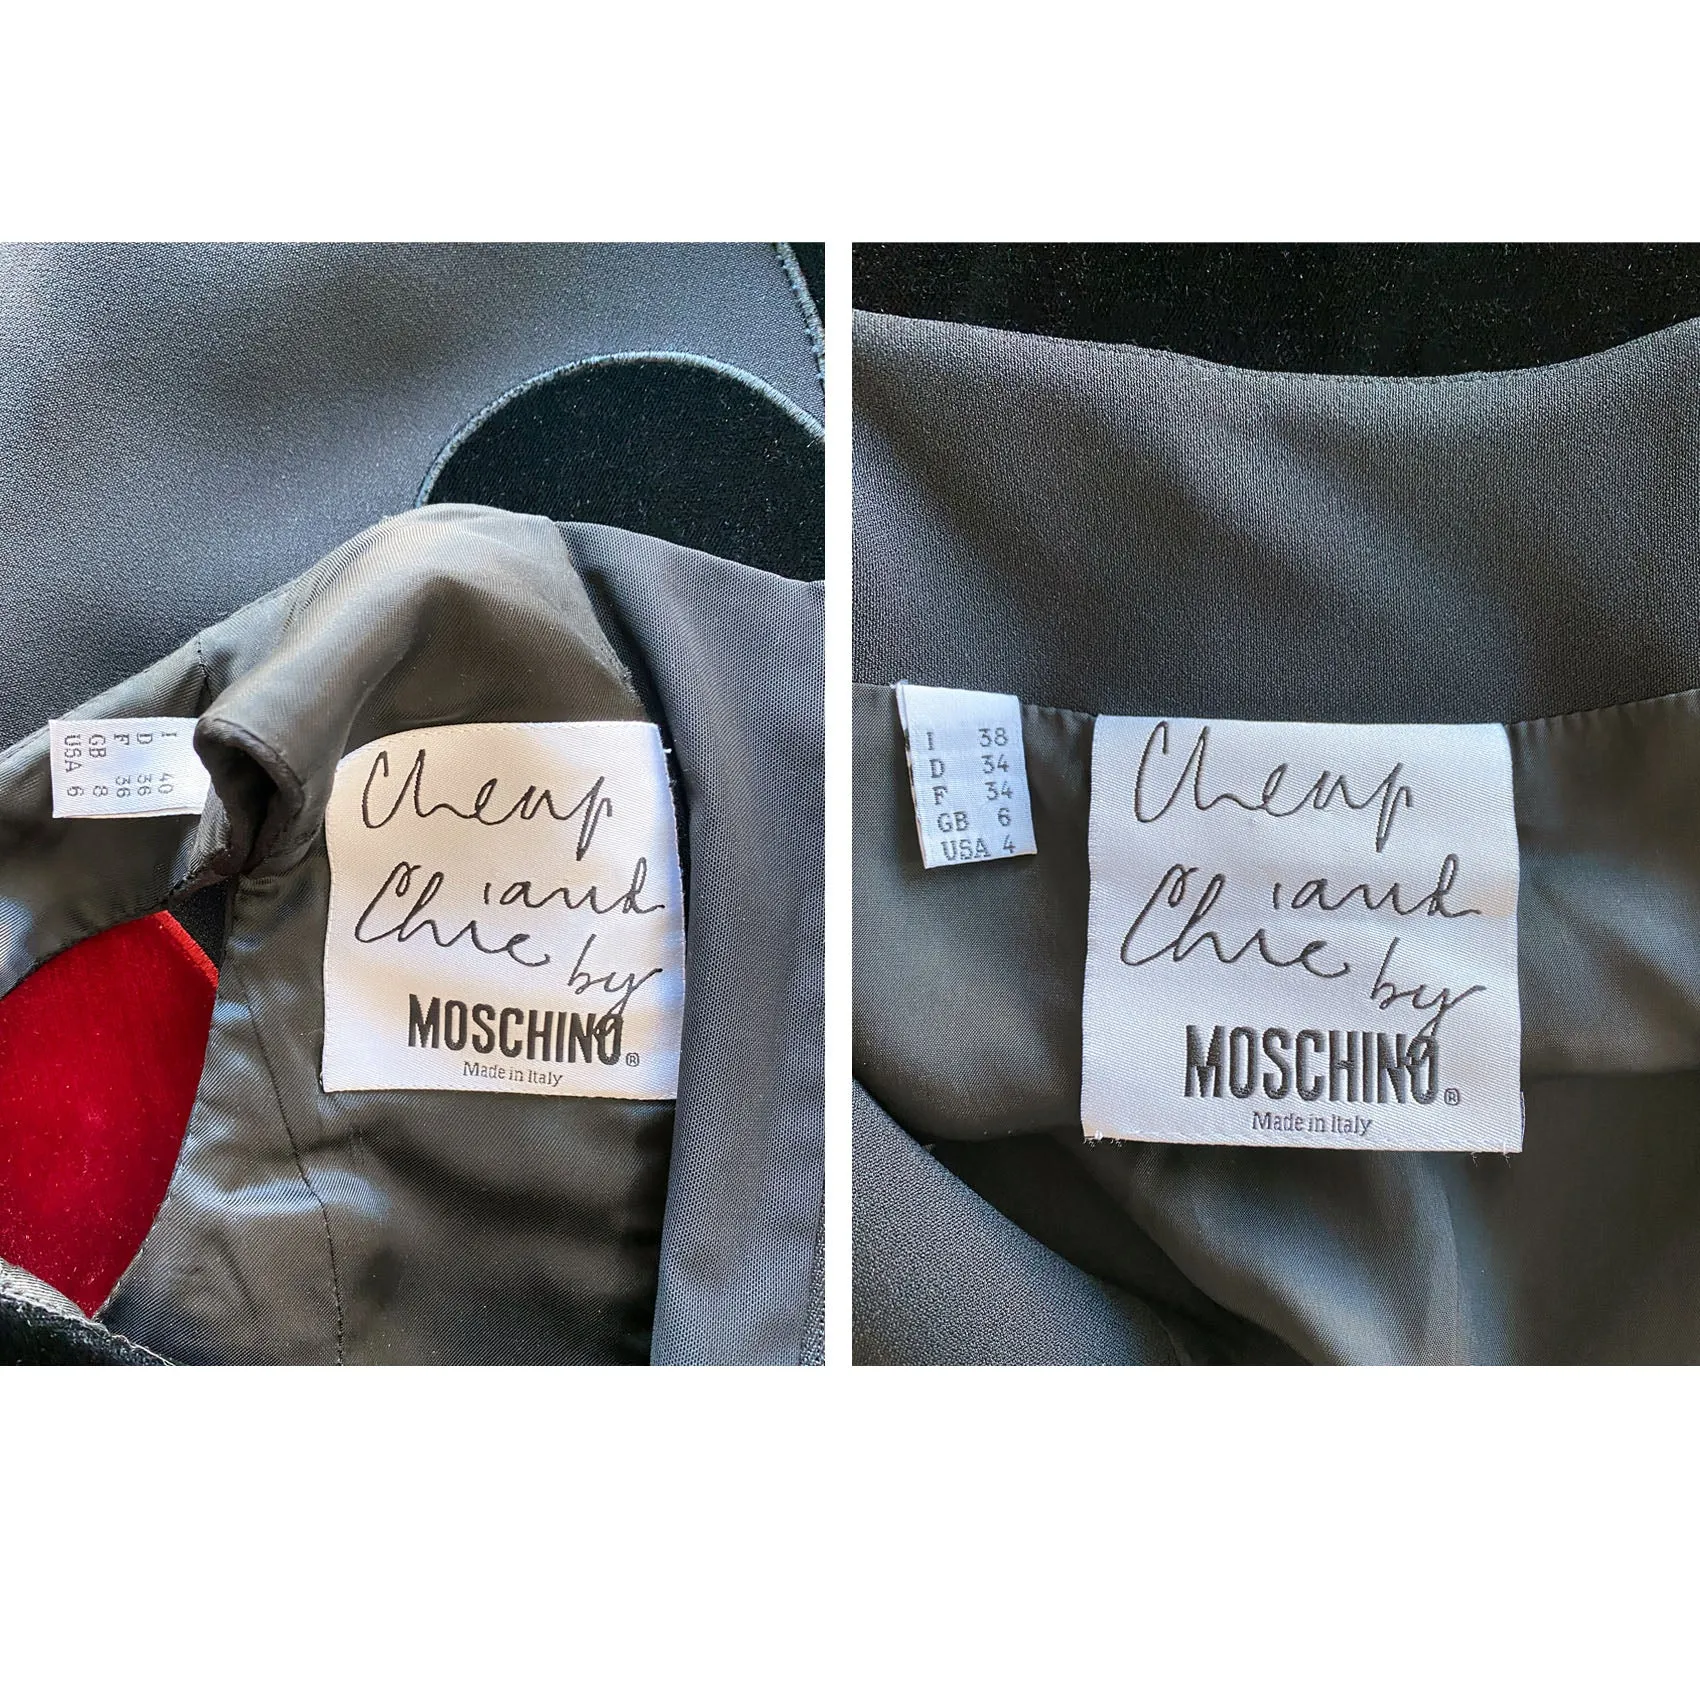 I 40
D 36
F 36
GB 8
USA 6
Cheap
and
Chic
by
MOSCHINO®
Made in Italy
I 38
D 34
F 34
GB 6
USA 4
Cheap
and
Chic
by
MOSCHINO®
Made in Italy